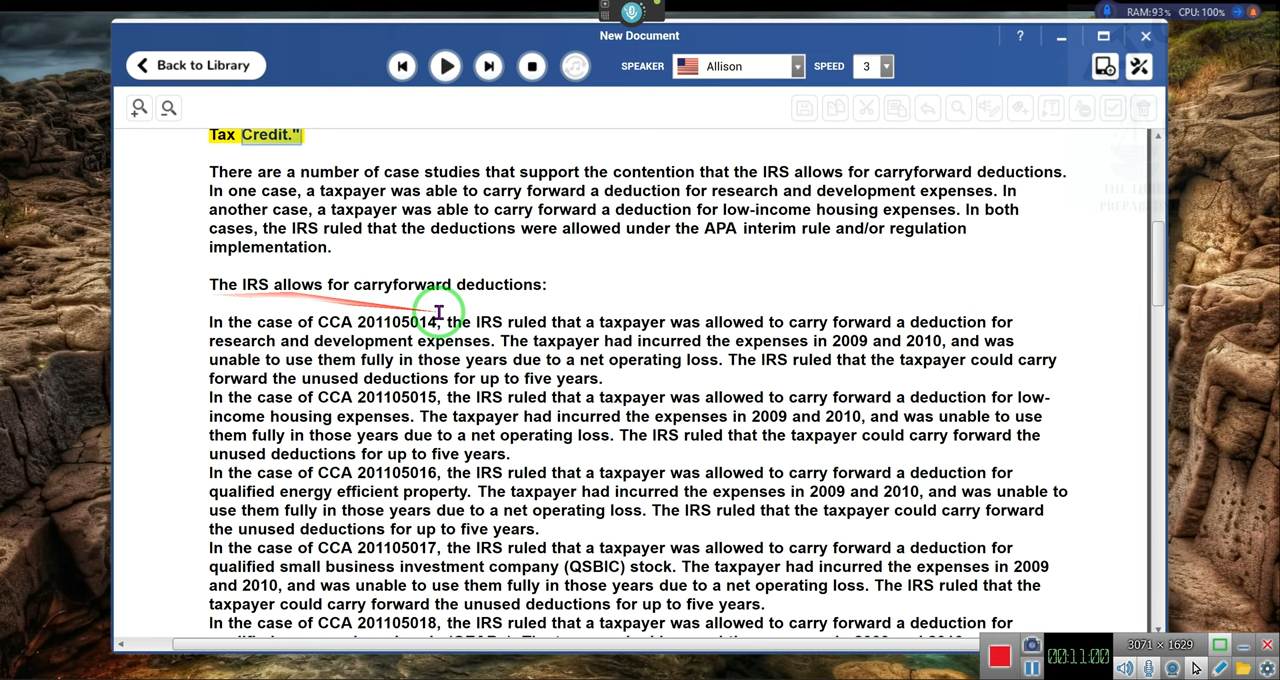 RAM:93% CPU:100%
New Document
?
Back to Library
SPEAKER Allison SPEED 3
Tax Credit."
There are a number of case studies that support the contention that the IRS allows for carryforward deductions.
In one case, a taxpayer was able to carry forward a deduction for research and development expenses. In
another case, a taxpayer was able to carry forward a deduction for low-income housing expenses. In both
cases, the IRS ruled that the deductions were allowed under the APA interim rule and/or regulation
implementation.
The IRS allows for carryforward deductions:
In the case of CCA 201105014, the IRS ruled that a taxpayer was allowed to carry forward a deduction for
research and development expenses. The taxpayer had incurred the expenses in 2009 and 2010, and was
unable to use them fully in those years due to a net operating loss. The IRS ruled that the taxpayer could carry
forward the unused deductions for up to five years.
In the case of CCA 201105015, the IRS ruled that a taxpayer was allowed to carry forward a deduction for low-
income housing expenses. The taxpayer had incurred the expenses in 2009 and 2010, and was unable to use
them fully in those years due to a net operating loss. The IRS ruled that the taxpayer could carry forward the
unused deductions for up to five years.
In the case of CCA 201105016, the IRS ruled that a taxpayer was allowed to carry forward a deduction for
qualified energy efficient property. The taxpayer had incurred the expenses in 2009 and 2010, and was unable to
use them fully in those years due to a net operating loss. The IRS ruled that the taxpayer could carry forward
the unused deductions for up to five years.
In the case of CCA 201105017, the IRS ruled that a taxpayer was allowed to carry forward a deduction for
qualified small business investment company (QSBIC) stock. The taxpayer had incurred the expenses in 2009
and 2010, and was unable to use them fully in those years due to a net operating loss. The IRS ruled that the
taxpayer could carry forward the unused deductions for up to five years.
In the case of CCA 201105018, the IRS ruled that a taxpayer was allowed to carry forward a deduction for
3071 × 1629
00:11:00